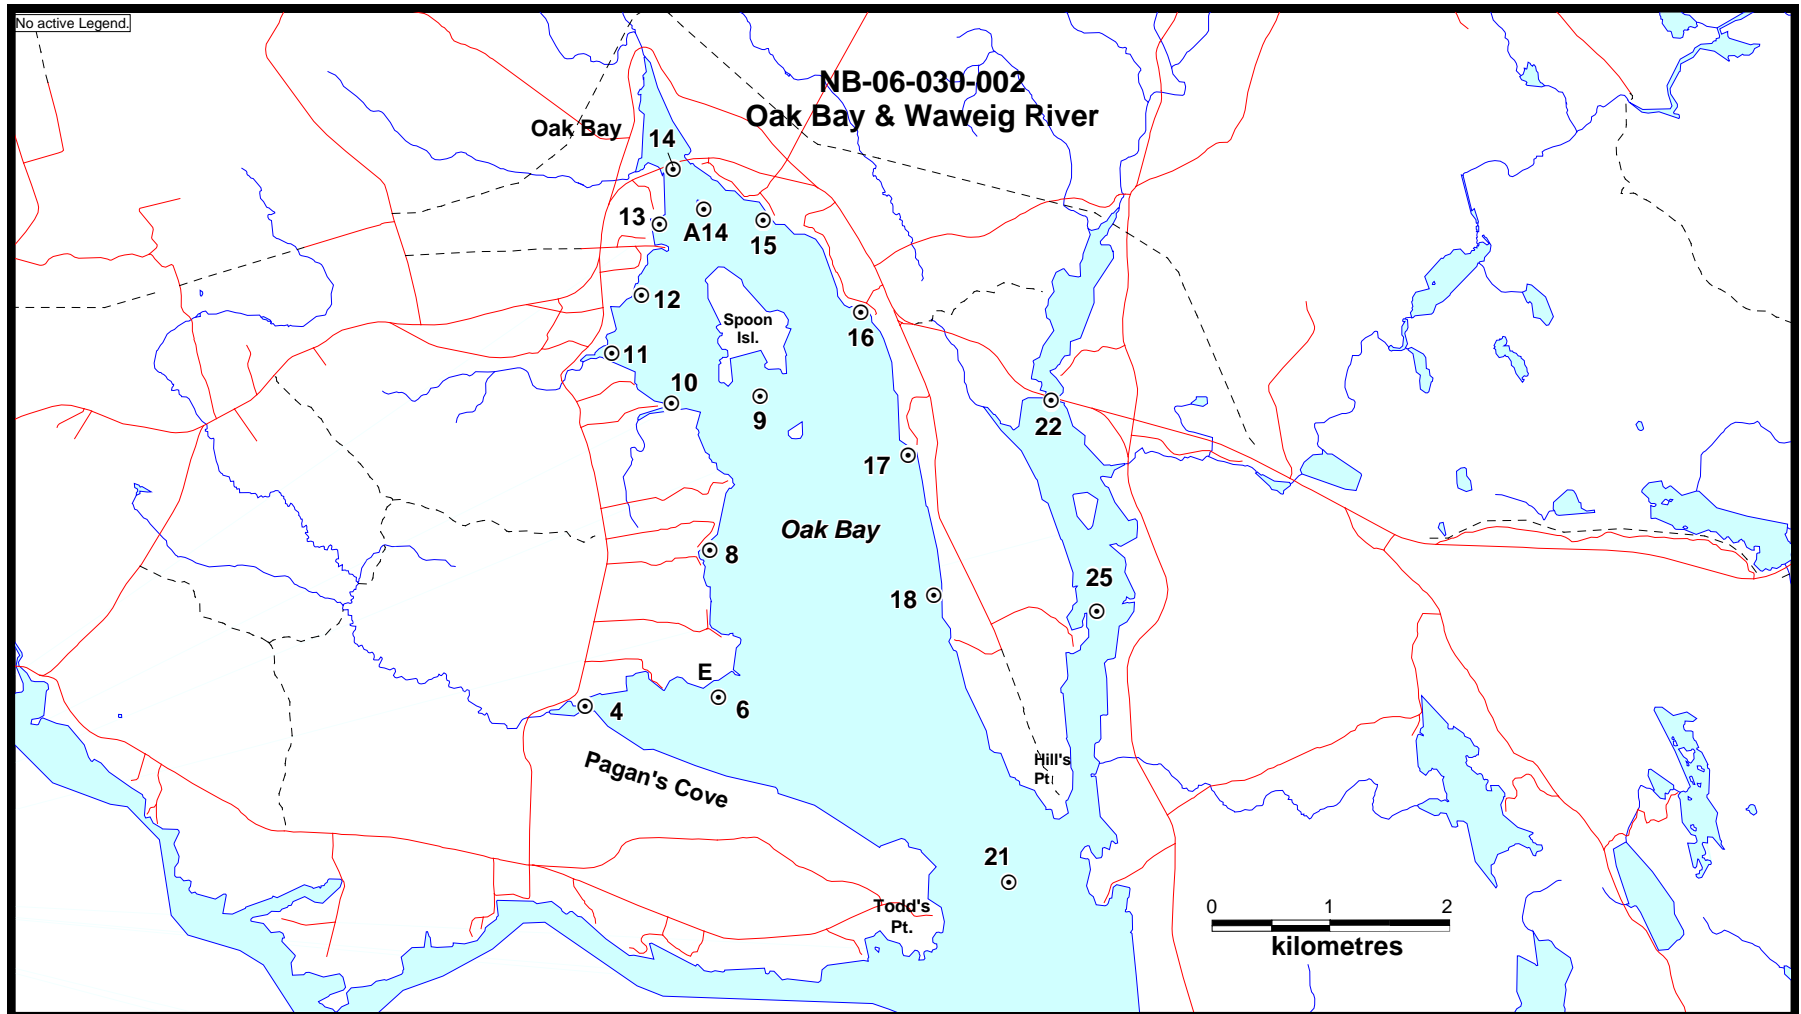 No active Legend.
NB-06-030-002
Oak Bay & Waweig River
Oak Bay
14
13
A14
15
12
Spoon
Isl.
16
11
10
9
22
17
Oak Bay
8
25
18
E
6
4
Hill's
Pt.
Pagan's Cove
21
Todd's
Pt.
0 1 2
kilometres